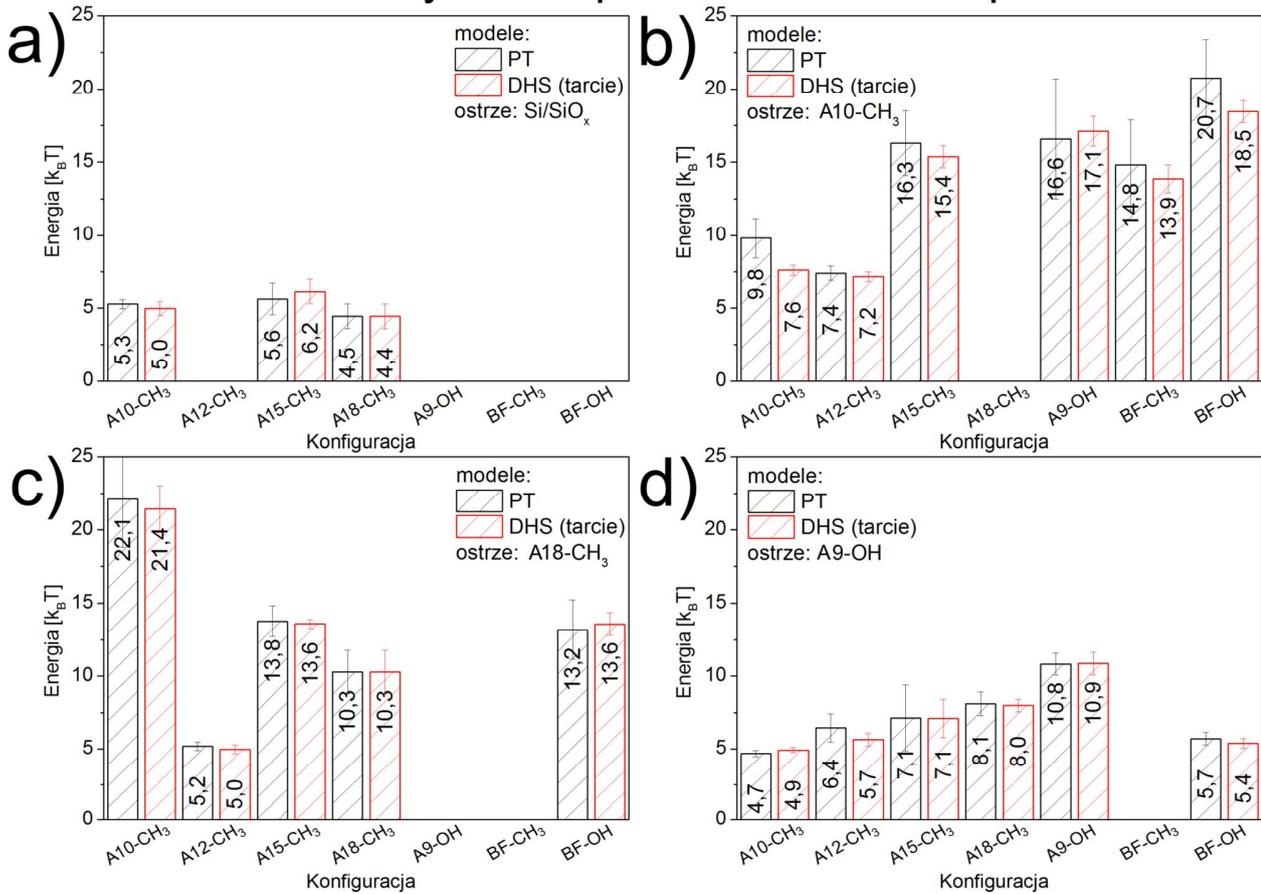 a)
25
20
15
10
5
0
Energia [kBT]
modele:
PT
DHS (tarcie)
ostrze: Si/SiOx
5,3
5,0
5,6
6,2
4,5
4,4
A10-CH3
A12-CH3
A15-CH3
A18-CH3
A9-OH
BF-CH3
BF-OH
Konfiguracja
b)
25
20
15
10
5
0
Energia [kBT]
modele:
PT
DHS (tarcie)
ostrze: A10-CH3
9,8
7,6
7,4
7,2
16,3
15,4
16,6
17,1
14,8
13,9
20,7
18,5
A10-CH3
A12-CH3
A15-CH3
A18-CH3
A9-OH
BF-CH3
BF-OH
Konfiguracja
c)
25
20
15
10
5
0
Energia [kBT]
modele:
PT
DHS (tarcie)
ostrze: A18-CH3
22,1
21,4
5,2
5,0
13,8
13,6
10,3
10,3
13,2
13,6
A10-CH3
A12-CH3
A15-CH3
A18-CH3
A9-OH
BF-CH3
BF-OH
Konfiguracja
d)
25
20
15
10
5
0
Energia [kBT]
modele:
PT
DHS (tarcie)
ostrze: A9-OH
4,7
4,9
6,4
5,7
7,1
7,1
8,1
8,0
10,8
10,9
5,7
5,4
A10-CH3
A12-CH3
A15-CH3
A18-CH3
A9-OH
BF-CH3
BF-OH
Konfiguracja